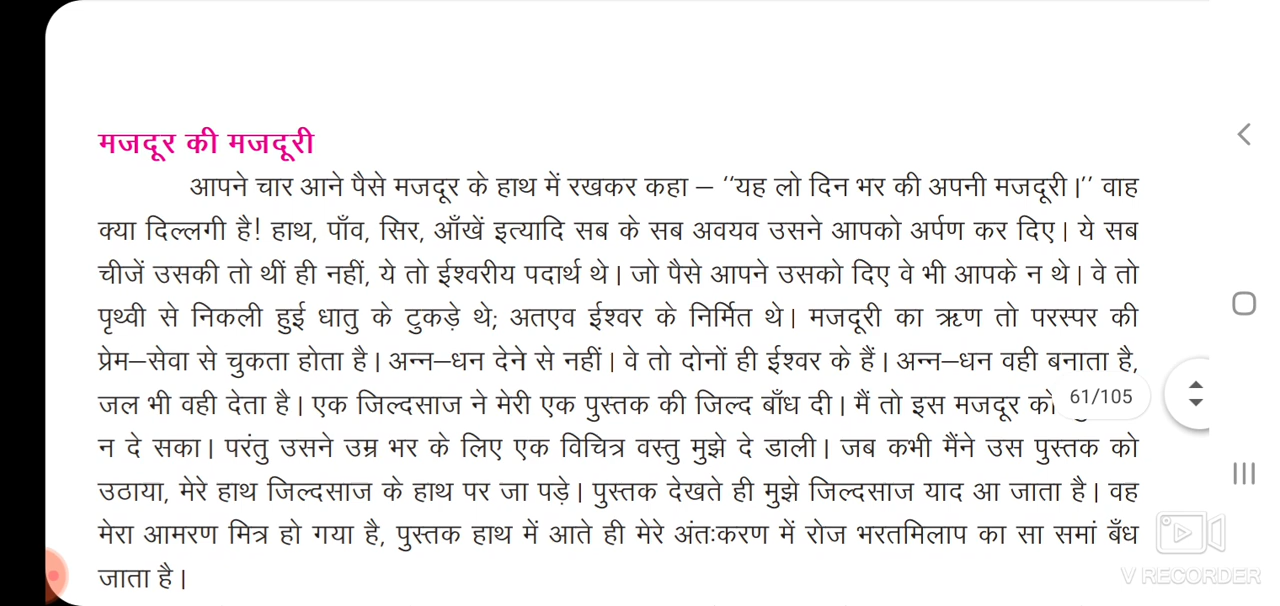 मजदूर की मजदूरी
आपने चार आने पैसे मजदूर के हाथ में रखकर कहा – ''यह लो दिन भर की अपनी मजदूरी।'' वाह
क्या दिल्लगी है! हाथ, पाँव, सिर, आँखें इत्यादि सब के सब अवयव उसने आपको अर्पण कर दिए। ये सब
चीजें उसकी तो थीं ही नहीं, ये तो ईश्वरीय पदार्थ थे। जो पैसे आपने उसको दिए वे भी आपके न थे। वे तो
पृथ्वी से निकली हुई धातु के टुकड़े थे; अतएव ईश्वर के निर्मित थे। मजदूरी का ऋण तो परस्पर की
प्रेम–सेवा से चुकता होता है। अन्न–धन देने से नहीं। वे तो दोनों ही ईश्वर के हैं। अन्न–धन वही बनाता है,
जल भी वही देता है। एक जिल्दसाज ने मेरी एक पुस्तक की जिल्द बाँध दी। मैं तो इस मजदूर को
61/105
न दे सका। परंतु उसने उम्र भर के लिए एक विचित्र वस्तु मुझे दे डाली। जब कभी मैंने उस पुस्तक को
उठाया, मेरे हाथ जिल्दसाज के हाथ पर जा पड़े। पुस्तक देखते ही मुझे जिल्दसाज याद आ जाता है। वह
मेरा आमरण मित्र हो गया है, पुस्तक हाथ में आते ही मेरे अंतःकरण में रोज भरतमिलाप का सा समां बँध
जाता है।
V RECORDER